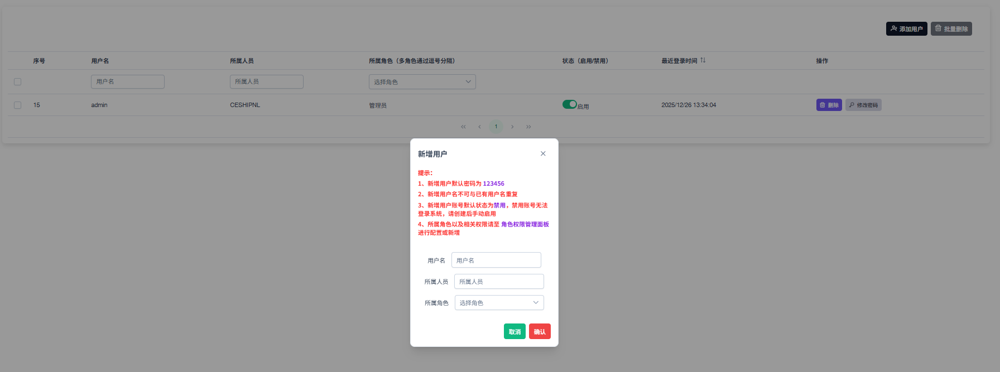 添加用户 批量删除
序号 用户名 所属人员 所属角色（多角色通过逗号分隔） 状态（启用/禁用） 最近登录时间 操作
用户名 所属人员 选择角色
15 admin CESHIPNL 管理员 启用 2025/12/26 13:34:04 删除 修改密码
1
新增用户
提示：
1、新增用户默认密码为 123456
2、新增用户名不可与已有用户名重复
3、新增用户账号默认状态为禁用，禁用账号无法
登录系统，请创建后手动启用
4、所属角色以及相关权限请至 角色权限管理面板
进行配置或新增
用户名 用户名
所属人员 所属人员
所属角色 选择角色
取消 确认